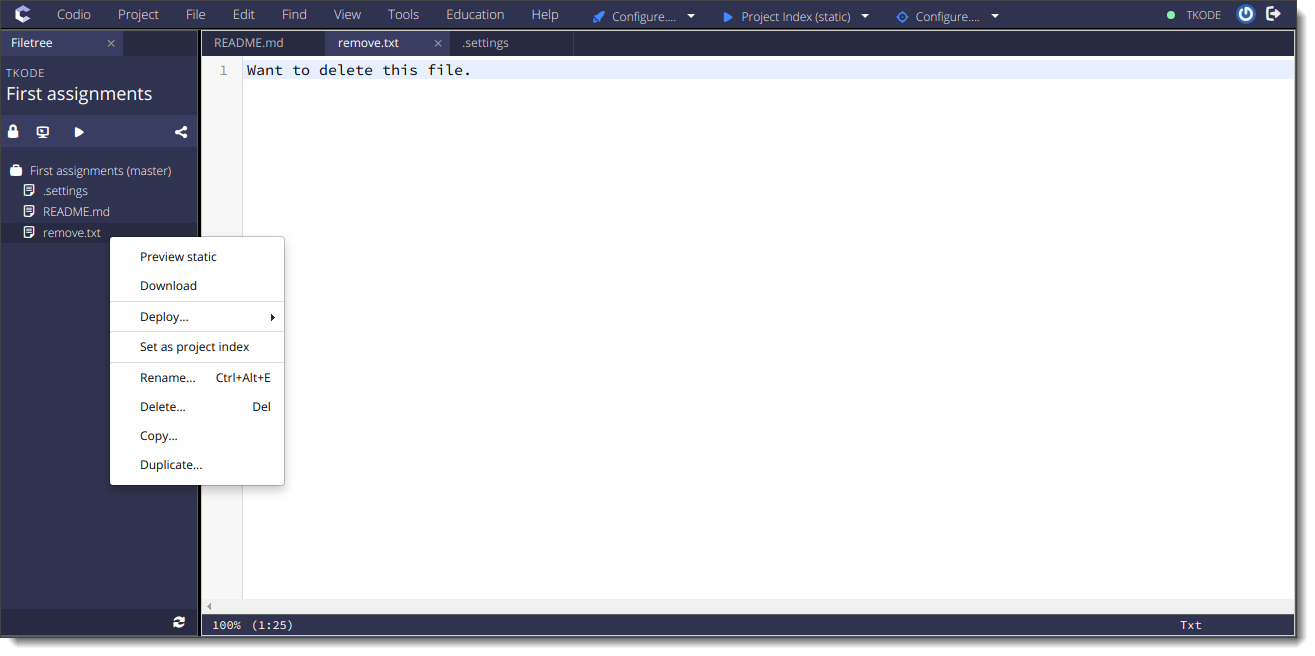 Codio Project File Edit Find View Tools Education Help Configure.... Project Index (static) Configure.... TKODE
Filetree × README.md remove.txt × .settings
TKODE
First assignments
1 Want to delete this file.
First assignments (master)
.settings
README.md
remove.txt
Preview static
Download
Deploy...
Set as project index
Rename... Ctrl+Alt+E
Delete... Del
Copy...
Duplicate...
100% (1:25) Txt